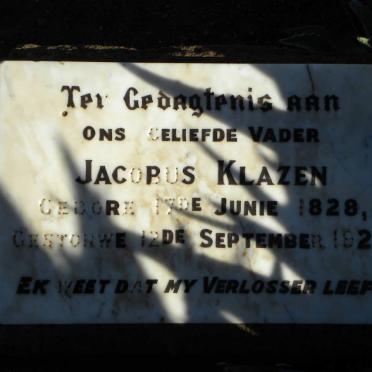 Ter Gedagtenis aan
ONS GELIEFDE VADER
JACOBUS KLAZEN
GEBORE 17DE JUNIE 1828,
GESTORWE 12DE SEPTEMBER
EK WEET DAT MY VERLOSSER LEEF